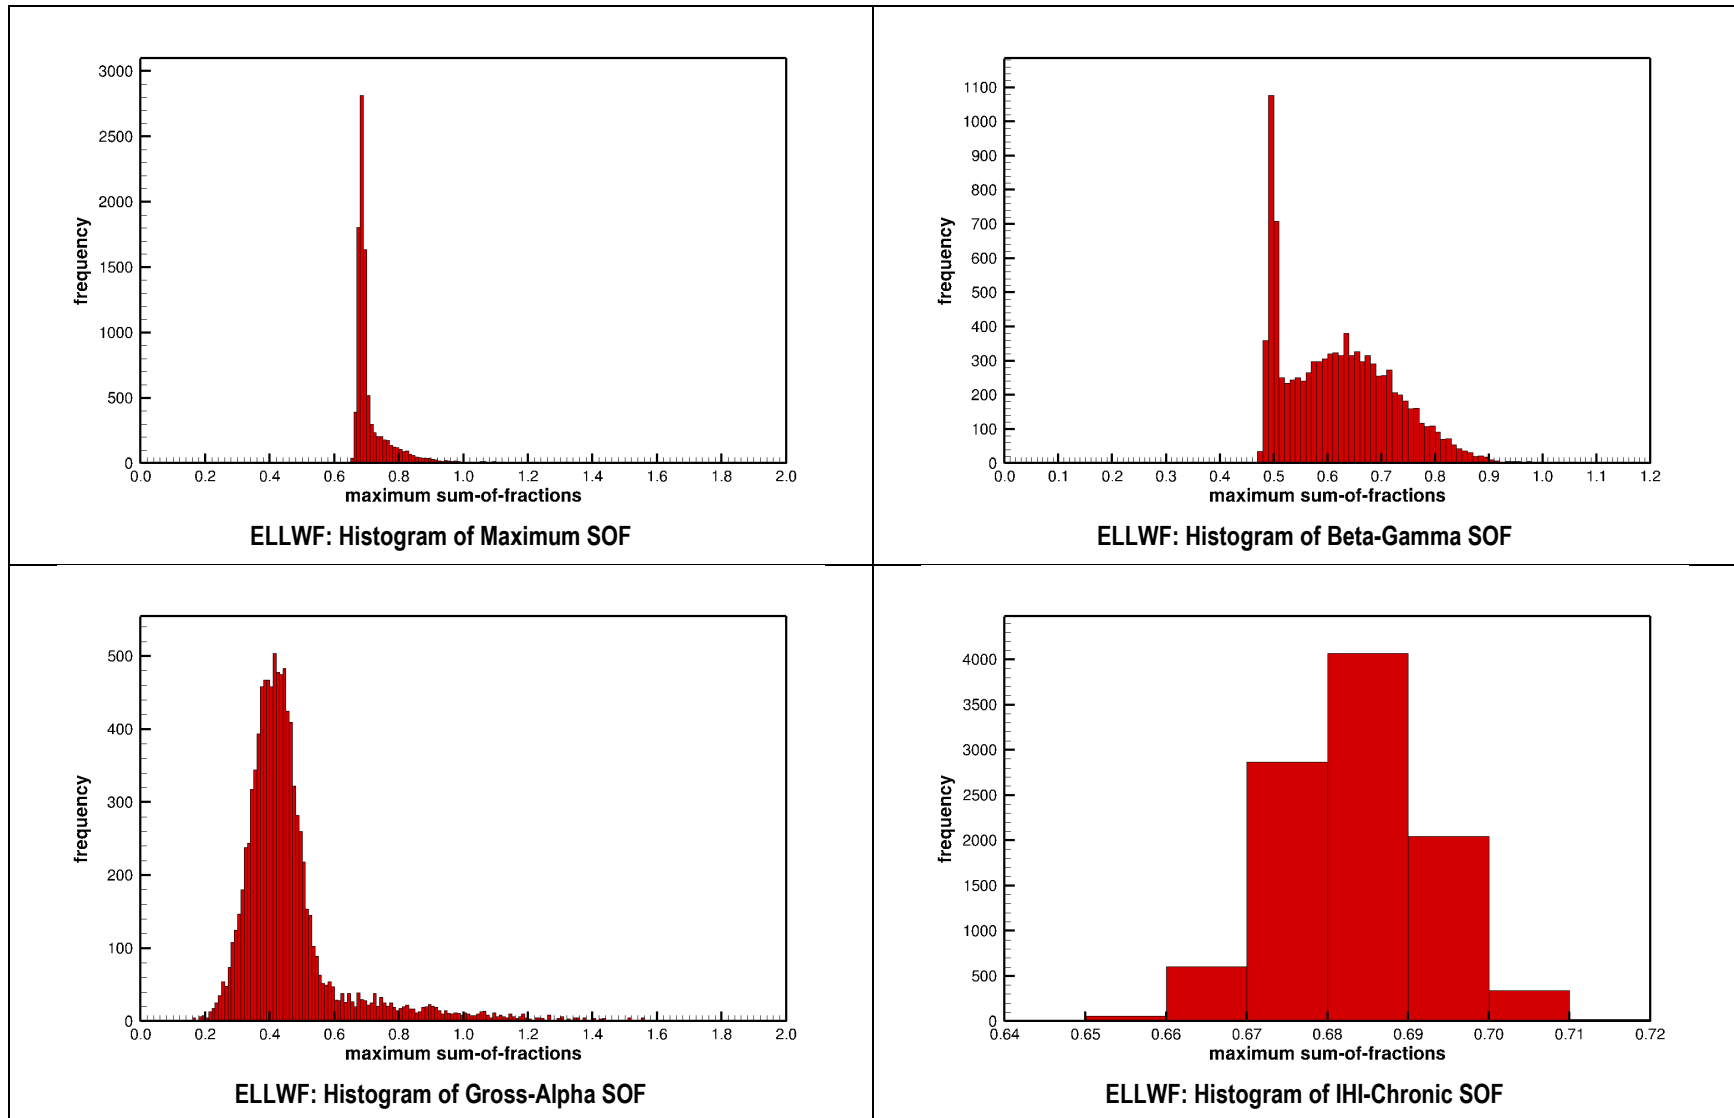 3000
2500
2000
1500
1000
500
0
frequency
0.0 0.2 0.4 0.6 0.8 1.0 1.2 1.4 1.6 1.8 2.0
maximum sum-of-fractions
ELLWF: Histogram of Maximum SOF
1100
1000
900
800
700
600
500
400
300
200
100
0
frequency
0.0 0.1 0.2 0.3 0.4 0.5 0.6 0.7 0.8 0.9 1.0 1.1 1.2
maximum sum-of-fractions
ELLWF: Histogram of Beta-Gamma SOF
500
400
300
200
100
0
frequency
0.0 0.2 0.4 0.6 0.8 1.0 1.2 1.4 1.6 1.8 2.0
maximum sum-of-fractions
ELLWF: Histogram of Gross-Alpha SOF
4000
3500
3000
2500
2000
1500
1000
500
0
frequency
0.64 0.65 0.66 0.67 0.68 0.69 0.70 0.71 0.72
maximum sum-of-fractions
ELLWF: Histogram of IHI-Chronic SOF